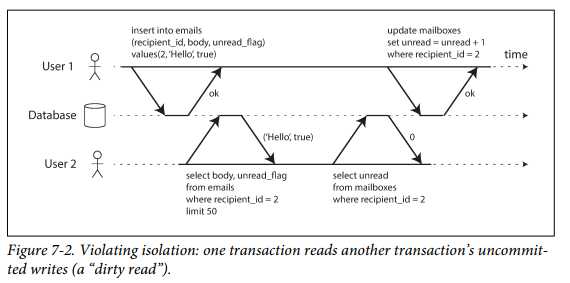 insert into emails
(recipient_id, body, unread_flag)
values(2, 'Hello', true)
update mailboxes
set unread = unread + 1
where recipient_id = 2
time
User 1
ok
ok
Database
('Hello', true)
0
User 2
select body, unread_flag
from emails
where recipient_id = 2
limit 50
select unread
from mailboxes
where recipient_id = 2
Figure 7-2. Violating isolation: one transaction reads another transaction’s uncommit-
ted writes (a “dirty read”).